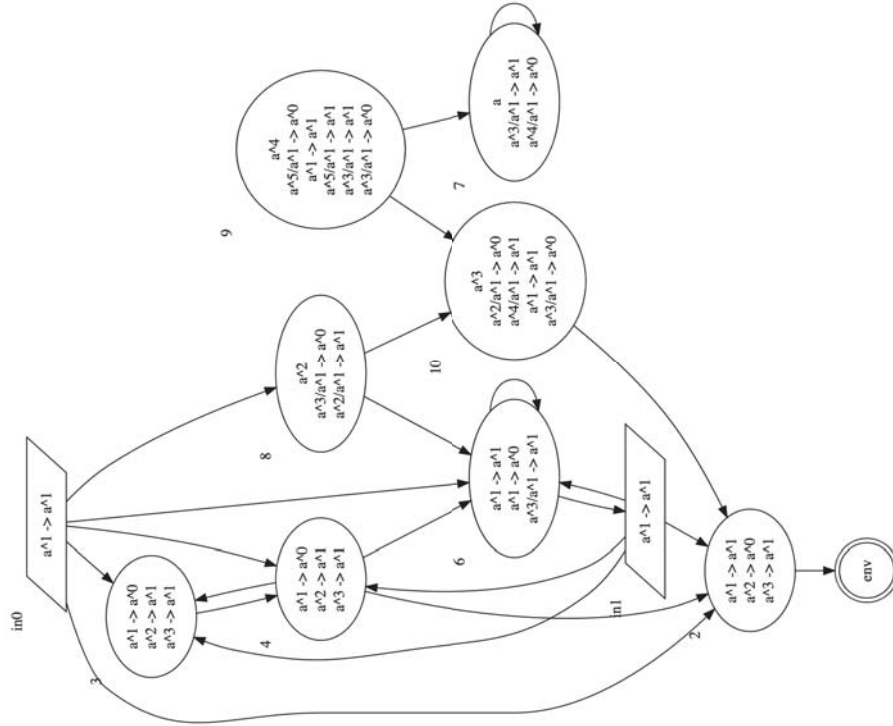 in0
a^1 -> a^1
3
a^1 -> a^0
a^2 -> a^1
a^3 -> a^1
4
a^1 -> a^0
a^2 -> a^1
a^3 -> a^1
8
a^2
a^3/a^1 -> a^0
a^2/a^1 -> a^1
9
a^4
a^5/a^1 -> a^0
a^1 -> a^1
a^5/a^1 -> a^1
a^3/a^1 -> a^1
a^3/a^1 -> a^0
6
a^1 -> a^1
a^1 -> a^0
a^3/a^1 -> a^1
10
a^3
a^2/a^1 -> a^0
a^4/a^1 -> a^1
a^1 -> a^1
a^3/a^1 -> a^0
7
a
a^3/a^1 -> a^1
a^4/a^1 -> a^0
in1
a^1 -> a^1
2
a^1 -> a^1
a^2 -> a^0
a^3 -> a^1
env